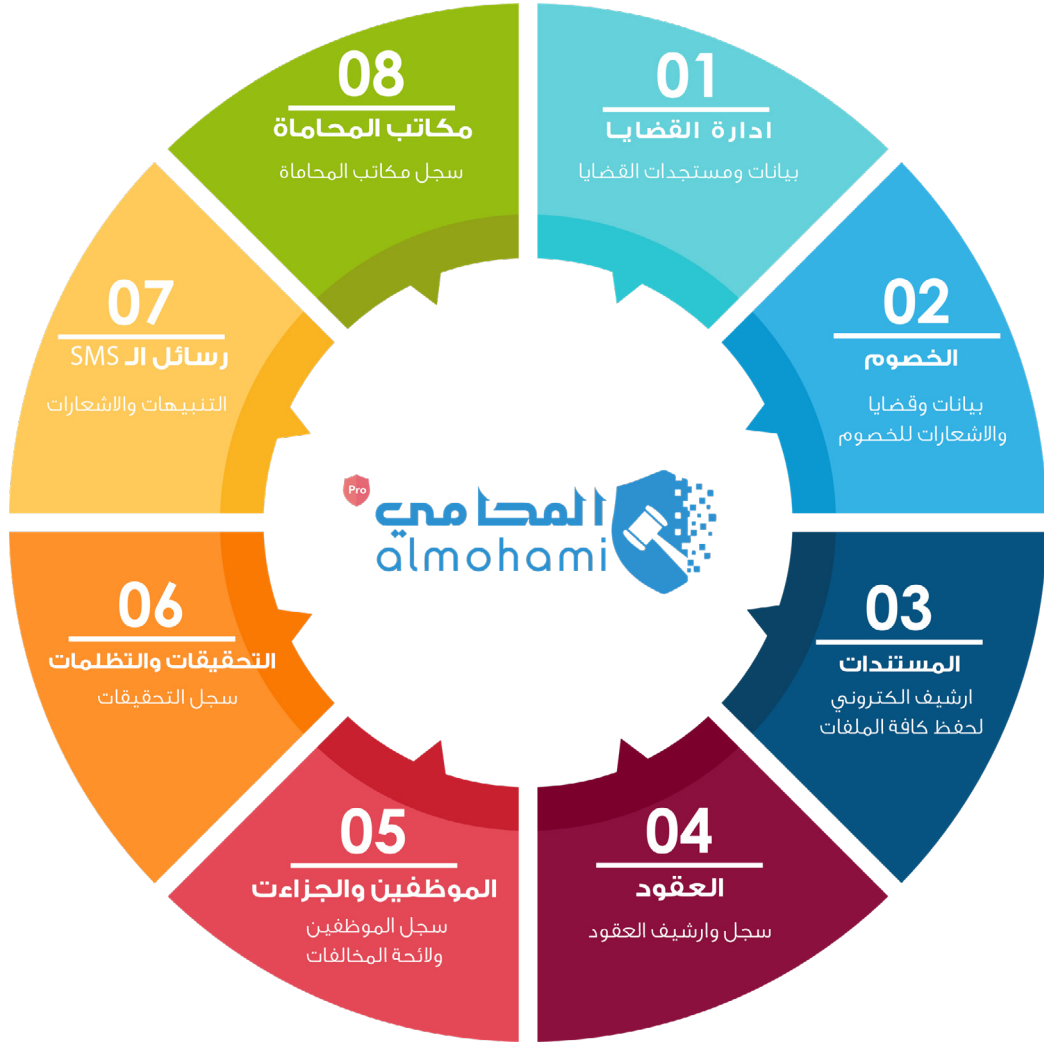 01
ادارة القضايا
بيانات ومستجدات القضايا
02
الخصوم
بيانات وقضايا
والاشعارات للخصوم
03
المستندات
ارشيف الكتروني
لحفظ كافة الملفات
04
العقود
سجل وارشيف العقود
05
الموظفين والجزاءت
سجل الموظفين
ولائحة المخالفات
06
التحقيقات والتظلمات
سجل التحقيقات
07
رسائل الـ SMS
التنبيهات والاشعارات
08
مكاتب المحاماة
سجل مكاتب المحاماة
المحامي
Pro
almohami